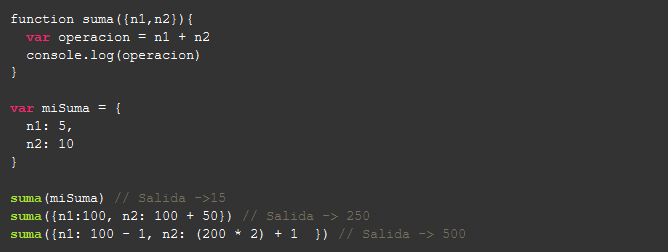 function suma({n1,n2}){
  var operacion = n1 + n2
  console.log(operacion)
}

var miSuma = {
  n1: 5,
  n2: 10
}

suma(miSuma) // Salida ->15
suma({n1:100, n2: 100 + 50}) // Salida -> 250
suma({n1: 100 - 1, n2: (200 * 2) + 1  }) // Salida -> 500